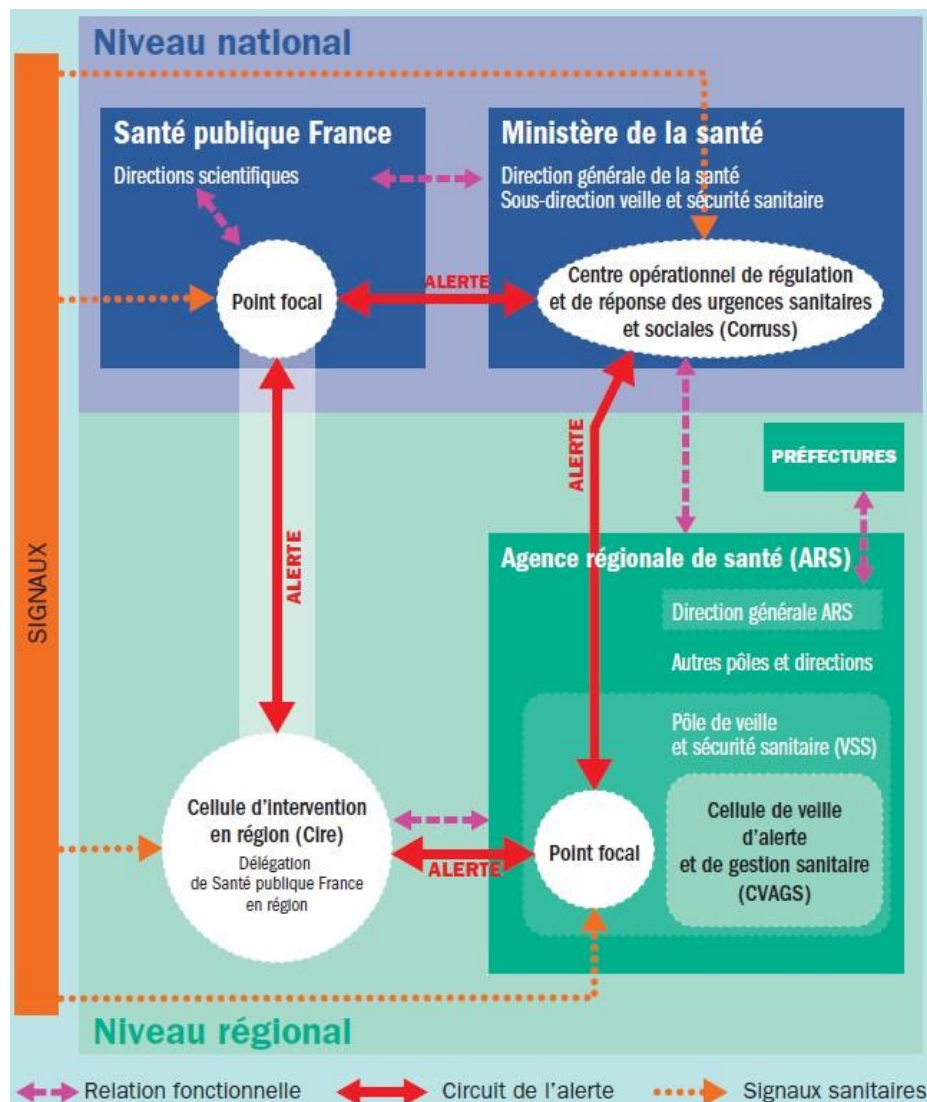 Niveau national
Santé publique France
Directions scientifiques
Point focal
Ministère de la santé
Direction générale de la santé
Sous-direction veille et sécurité sanitaire
Centre opérationnel de régulation
et de réponse des urgences sanitaires
et sociales (Corruss)
ALERTE
SIGNAUX
ALERTE
ALERTE
PRÉFECTURES
Agence régionale de santé (ARS)
Direction générale ARS
Autres pôles et directions
Pôle de veille
et sécurité sanitaire (VSS)
Cellule d'intervention
en région (Cire)
Délégation
de Santé publique France
en région
ALERTE
Point focal
Cellule de veille
d'alerte
et de gestion sanitaire
(CVAGS)
Niveau régional
Relation fonctionnelle
Circuit de l'alerte
Signaux sanitaires